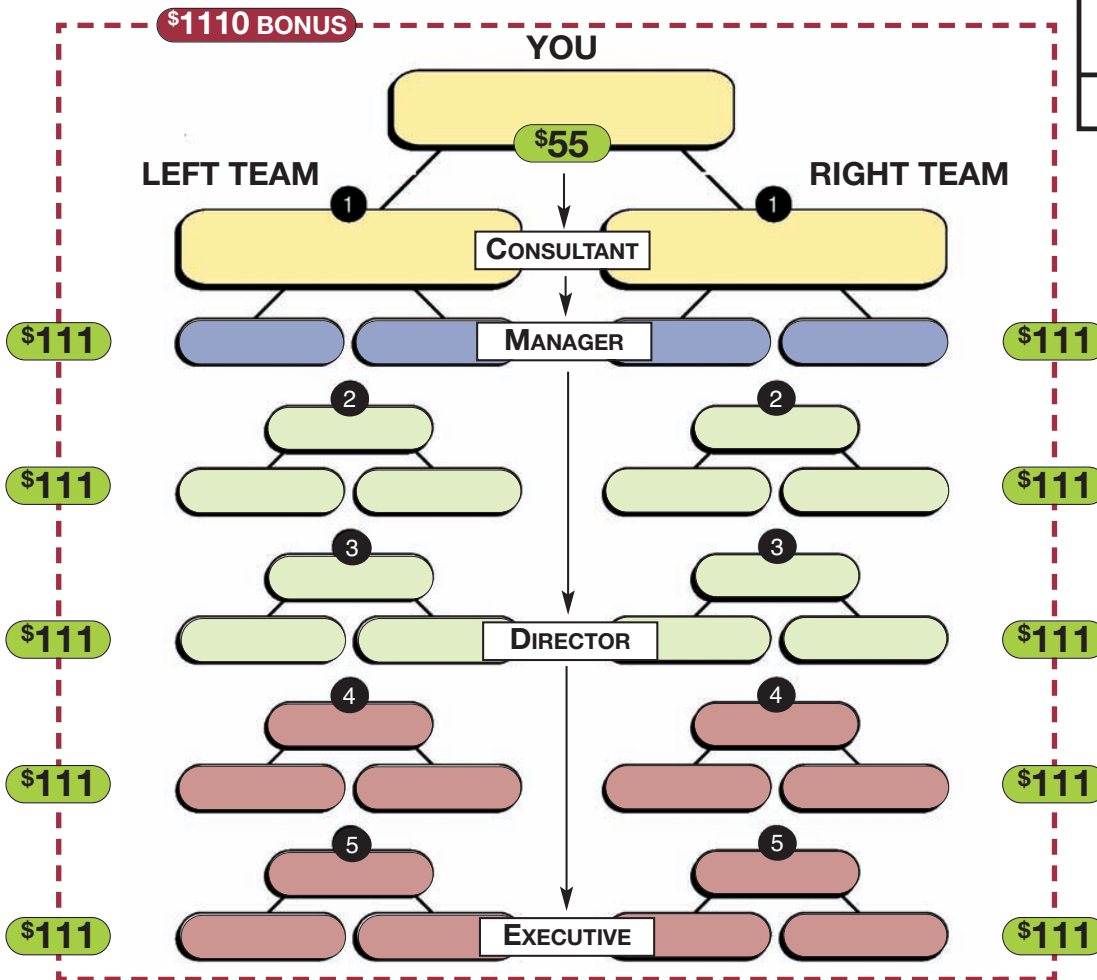 $1110 BONUS
YOU
$55
LEFT TEAM
RIGHT TEAM
1
1
CONSULTANT
$111
MANAGER
$111
2
2
$111
$111
3
3
$111
DIRECTOR
$111
4
4
$111
$111
5
5
$111
EXECUTIVE
$111